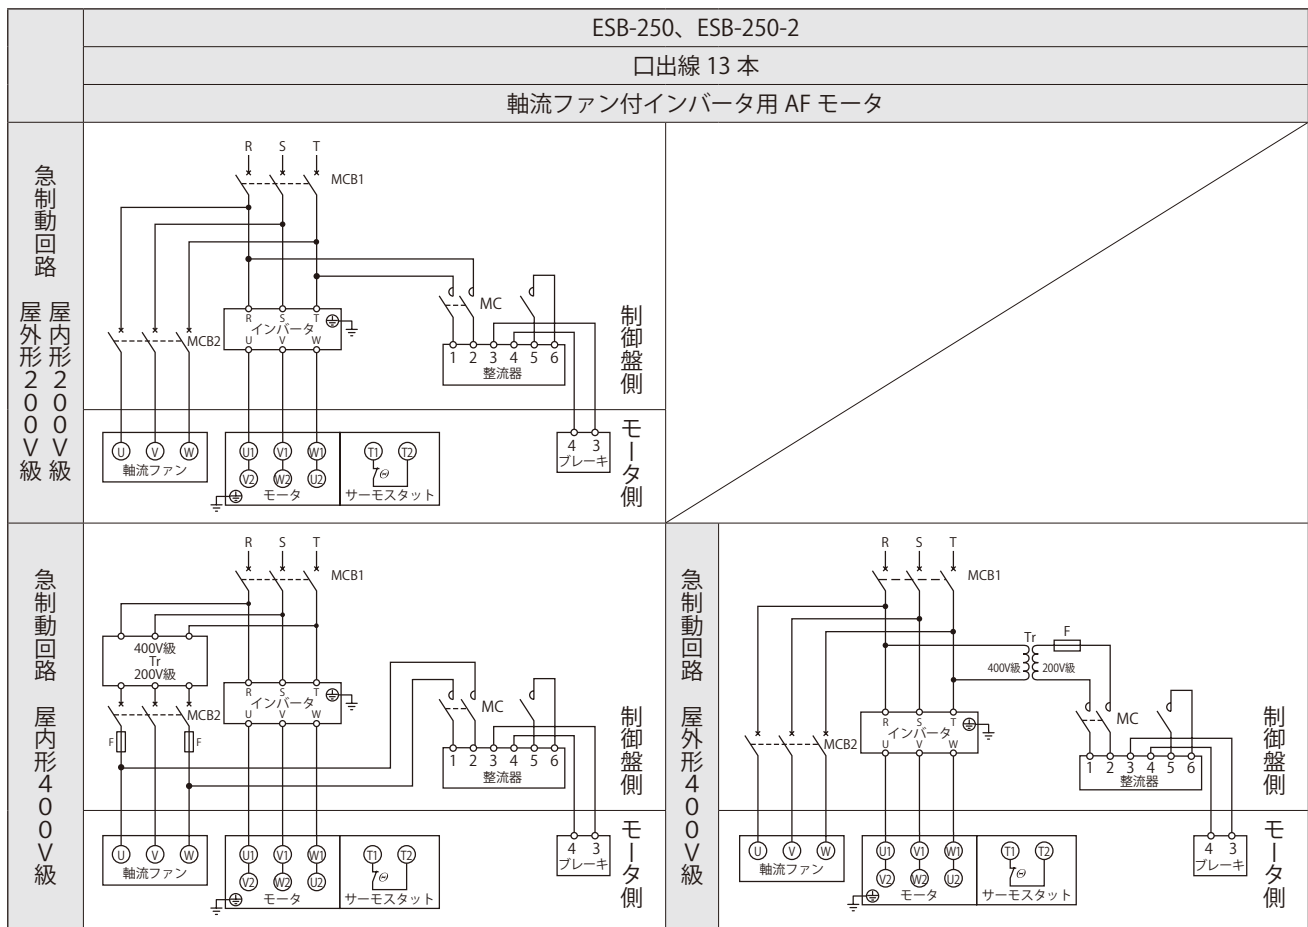 ESB-250、ESB-250-2
口出線 13 本
軸流ファン付インバータ用 AF モータ
急制動回路
屋内形200V級
屋外形200V級
R S T
MCB1
MC
R S T
インバータ
U V W
MCB2
1 2 3 4 5 6
整流器
制御盤側
U V W
軸流ファン
U1 V1 W1
V2 W2 U2
モータ
T1 T2
Θ
サーモスタット
4 3
ブレーキ
モータ側
急制動回路 屋内形400V級
R S T
MCB1
400V級
Tr
200V級
R S T
インバータ
U V W
MCB2
F F
MC
1 2 3 4 5 6
整流器
制御盤側
U V W
軸流ファン
U1 V1 W1
V2 W2 U2
モータ
T1 T2
Θ
サーモスタット
4 3
ブレーキ
モータ側
急制動回路 屋外形400V級
R S T
MCB1
Tr F
400V級 200V級
R S T
インバータ
U V W
MCB2
MC
1 2 3 4 5 6
整流器
制御盤側
U V W
軸流ファン
U1 V1 W1
V2 W2 U2
モータ
T1 T2
Θ
サーモスタット
4 3
ブレーキ
モータ側